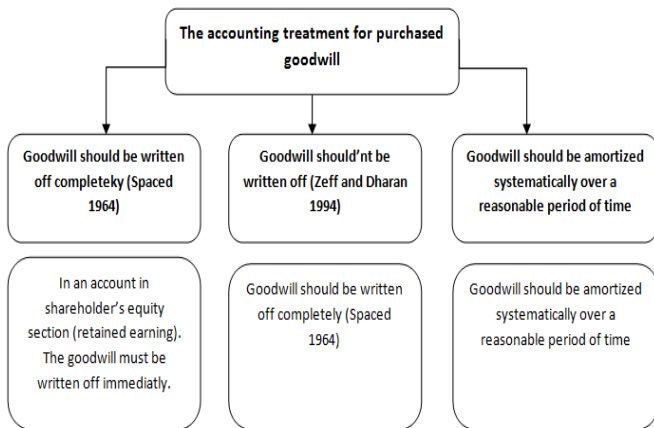 The accounting treatment for purchased
goodwill
Goodwill should be written
off completeky (Spaced
1964)
Goodwill should'nt be
written off (Zeff and Dharan
1994)
Goodwill should be amortized
systematically over a
reasonable period of time
In an account in
shareholder's equity
section (retained earning).
The goodwill must be
written off immediatly.
Goodwill should be written
off completely (Spaced
1964)
Goodwill should be amortized
systematically over a
reasonable period of time